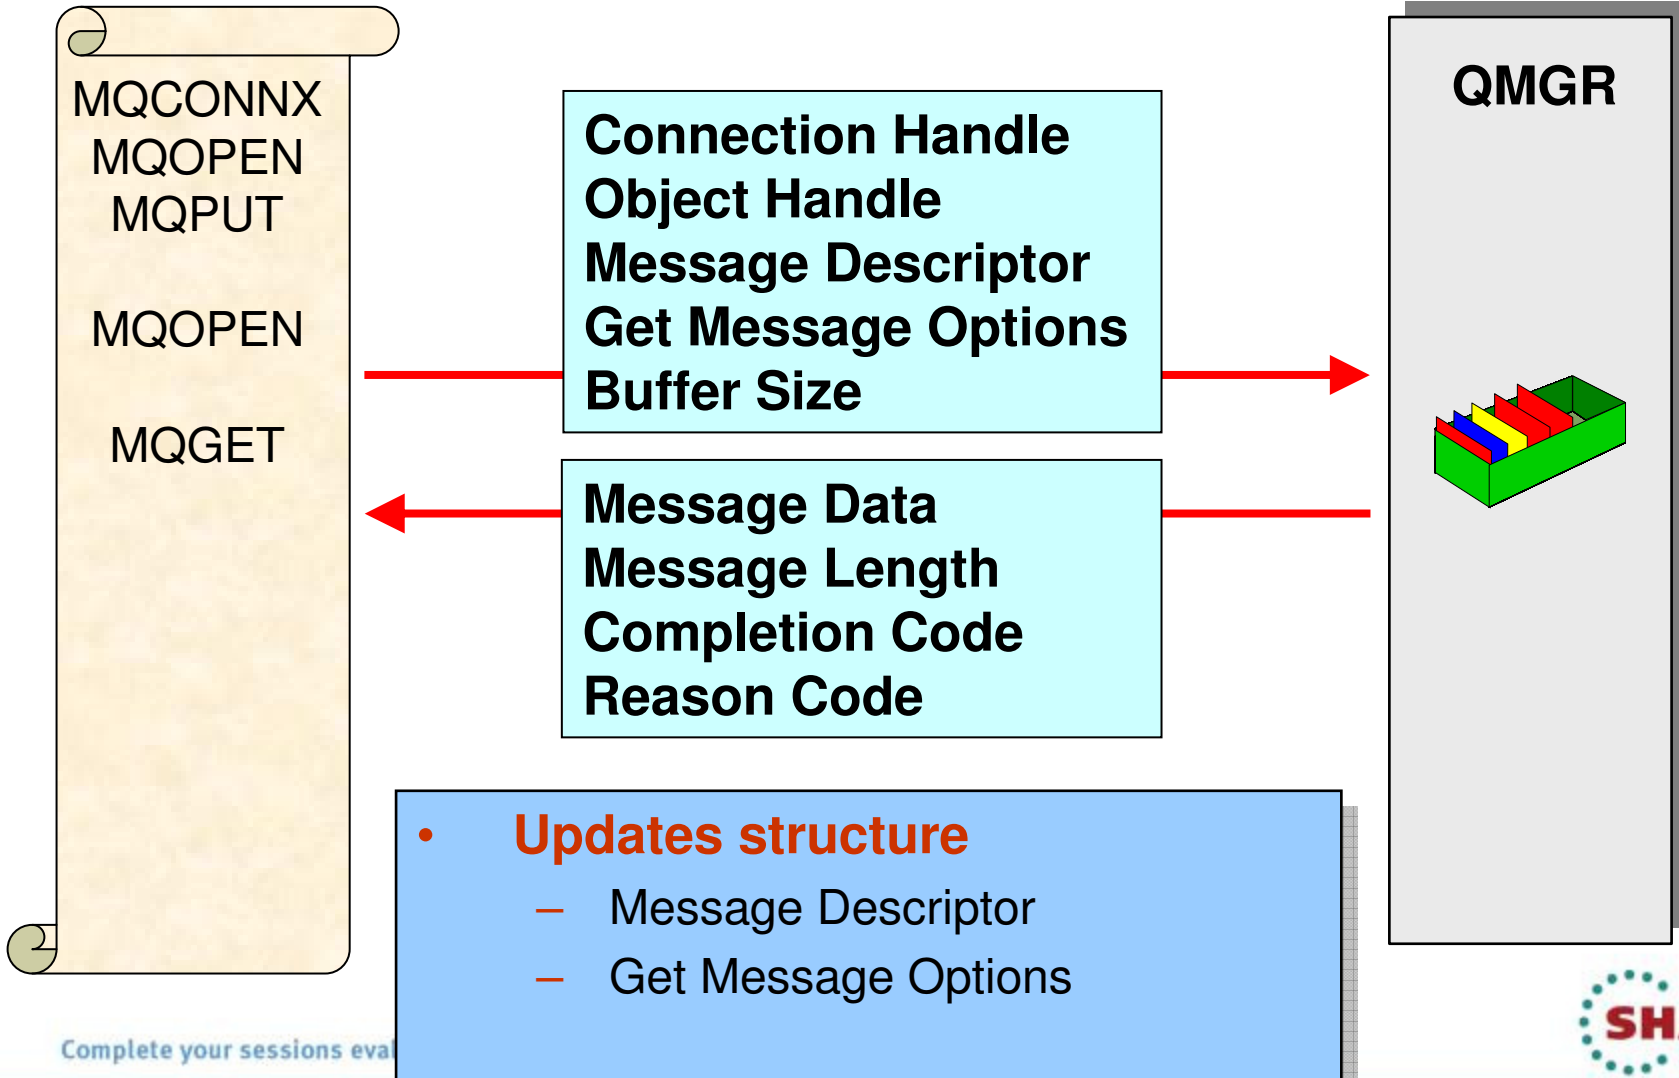 MQCONNX
MQOPEN
MQPUT
MQOPEN
MQGET
Connection Handle
Object Handle
Message Descriptor
Get Message Options
Buffer Size
Message Data
Message Length
Completion Code
Reason Code
QMGR
• Updates structure
– Message Descriptor
– Get Message Options
Complete your sessions eval
SH